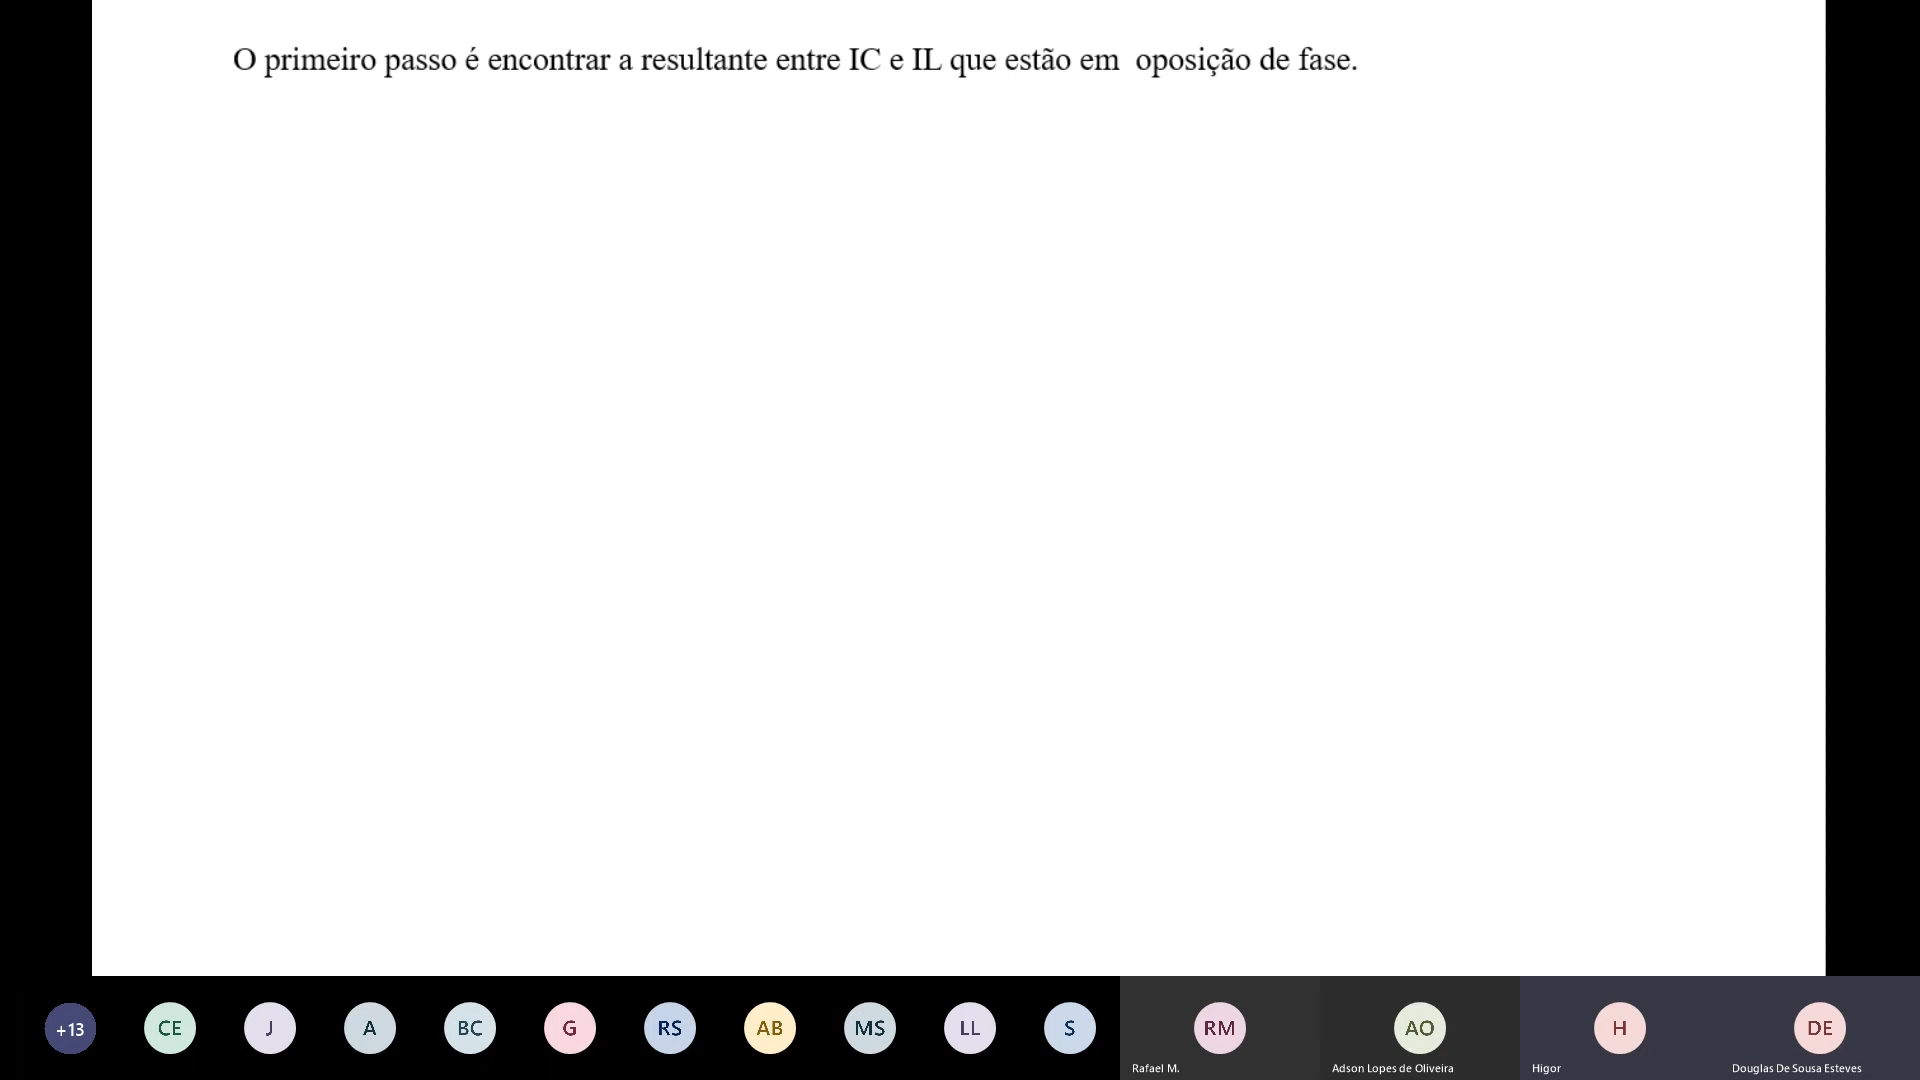 O primeiro passo é encontrar a resultante entre IC e IL que estão em  oposição de fase.
+13 CE J A BC G RS AB MS LL S RM AO H DE
Rafael M. Adson Lopes de Oliveira Higor Douglas De Sousa Esteves